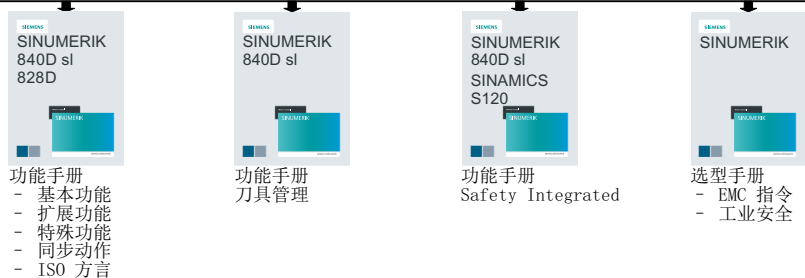 SIEMENS
SINUMERIK
840D sl
828D
SINUMERIK
功能手册
- 基本功能
- 扩展功能
- 特殊功能
- 同步动作
- ISO 方言
SIEMENS
SINUMERIK
840D sl
SINUMERIK
功能手册
刀具管理
SIEMENS
SINUMERIK
840D sl
SINAMICS
S120
SINUMERIK
功能手册
Safety Integrated
SIEMENS
SINUMERIK
SINUMERIK
选型手册
- EMC 指令
- 工业安全